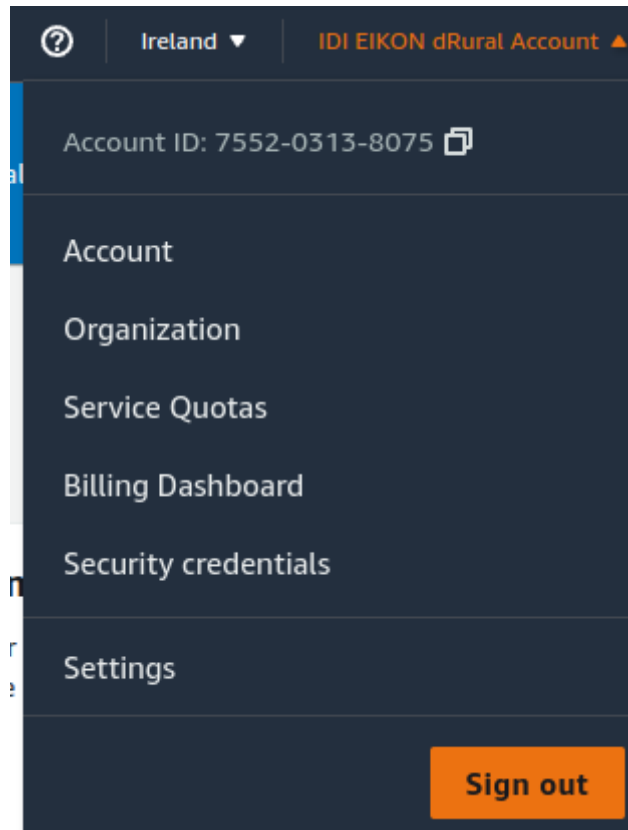 Ireland ▼ IDI EIKON dRural Account ▲
Account ID: 7552-0313-8075
Account
Organization
Service Quotas
Billing Dashboard
Security credentials
Settings
Sign out